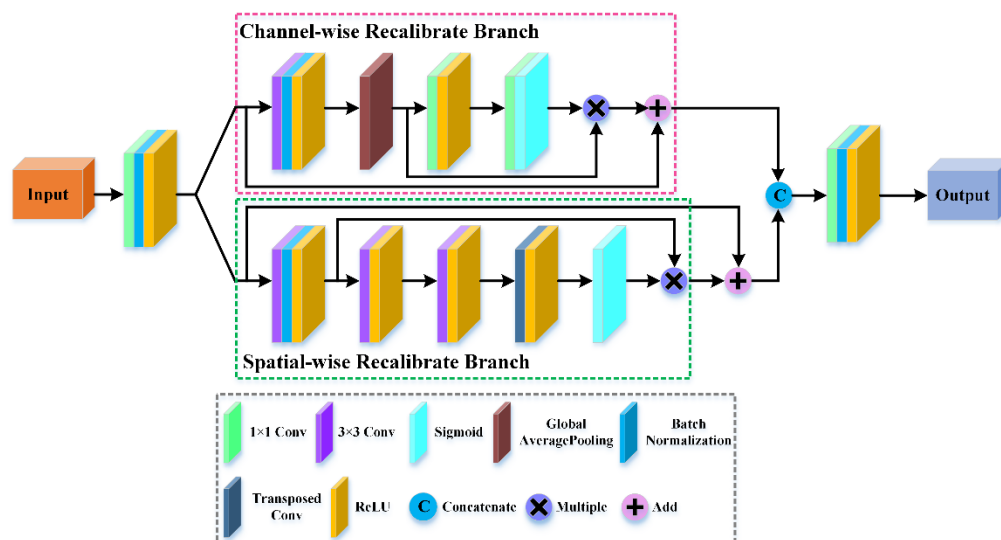 Channel-wise Recalibrate Branch
Input
C
Output
Spatial-wise Recalibrate Branch
1×1 Conv
3×3 Conv
Sigmoid
Global
AveragePooling
Batch
Normalization
Transposed
Conv
ReLU
C
Concatenate
Multiple
Add